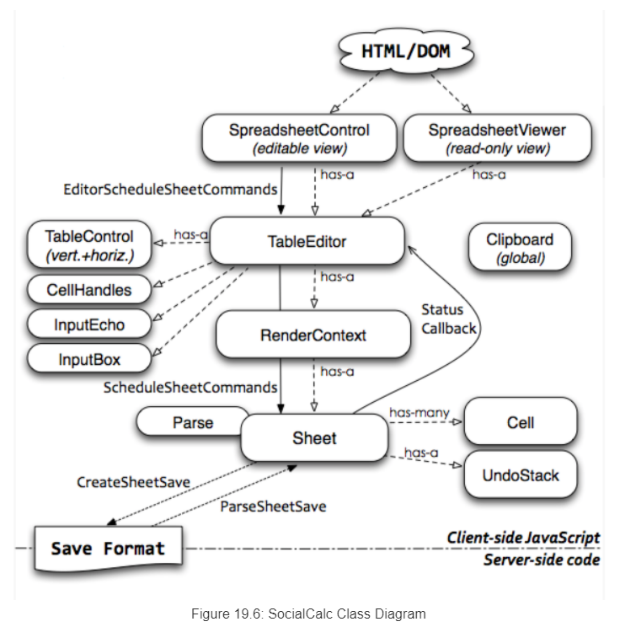 HTML/DOM
SpreadsheetControl
(editable view)
SpreadsheetViewer
(read-only view)
has-a
has-a
EditorScheduleSheetCommands
TableControl
(vert.+horiz.)
has-a
TableEditor
Clipboard
(global)
CellHandles
has-a
InputEcho
Status
Callback
RenderContext
InputBox
has-a
ScheduleSheetCommands
Parse
Sheet
has-many
Cell
has-a
UndoStack
CreateSheetSave
ParseSheetSave
Save Format
Client-side JavaScript
Server-side code
Figure 19.6: SocialCalc Class Diagram